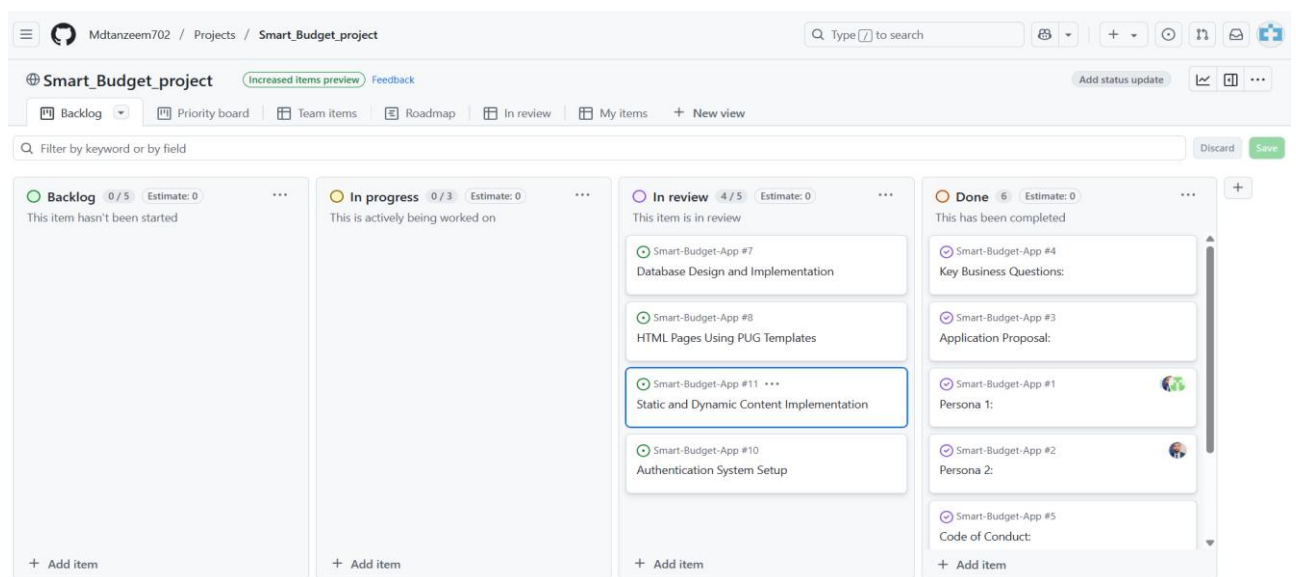 Mdtanzeem702 / Projects / Smart_Budget_project
Type / to search
Smart_Budget_project
Increased items preview
Feedback
Add status update
Backlog
Priority board
Team items
Roadmap
In review
My items
+ New view
Filter by keyword or by field
Discard
Save
Backlog 0 / 5 Estimate: 0
This item hasn't been started
+ Add item
In progress 0 / 3 Estimate: 0
This is actively being worked on
+ Add item
In review 4 / 5 Estimate: 0
This item is in review
Smart-Budget-App #7
Database Design and Implementation
Smart-Budget-App #8
HTML Pages Using PUG Templates
Smart-Budget-App #11
Static and Dynamic Content Implementation
Smart-Budget-App #10
Authentication System Setup
+ Add item
Done 6 Estimate: 0
This has been completed
Smart-Budget-App #4
Key Business Questions:
Smart-Budget-App #3
Application Proposal:
Smart-Budget-App #1
Persona 1:
Smart-Budget-App #2
Persona 2:
Smart-Budget-App #5
Code of Conduct:
+ Add item